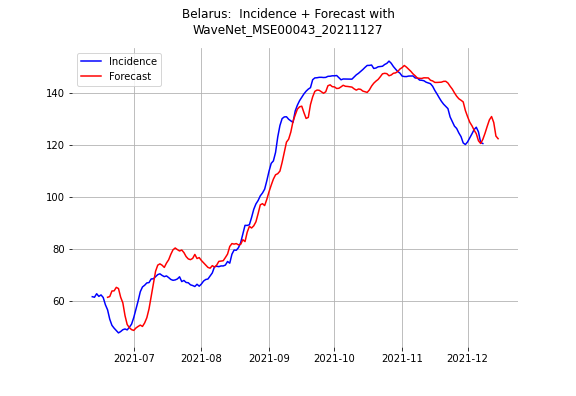 Belarus:  Incidence + Forecast with
WaveNet_MSE00043_20211127
Incidence
Forecast
140
120
100
80
60
2021-07
2021-08
2021-09
2021-10
2021-11
2021-12